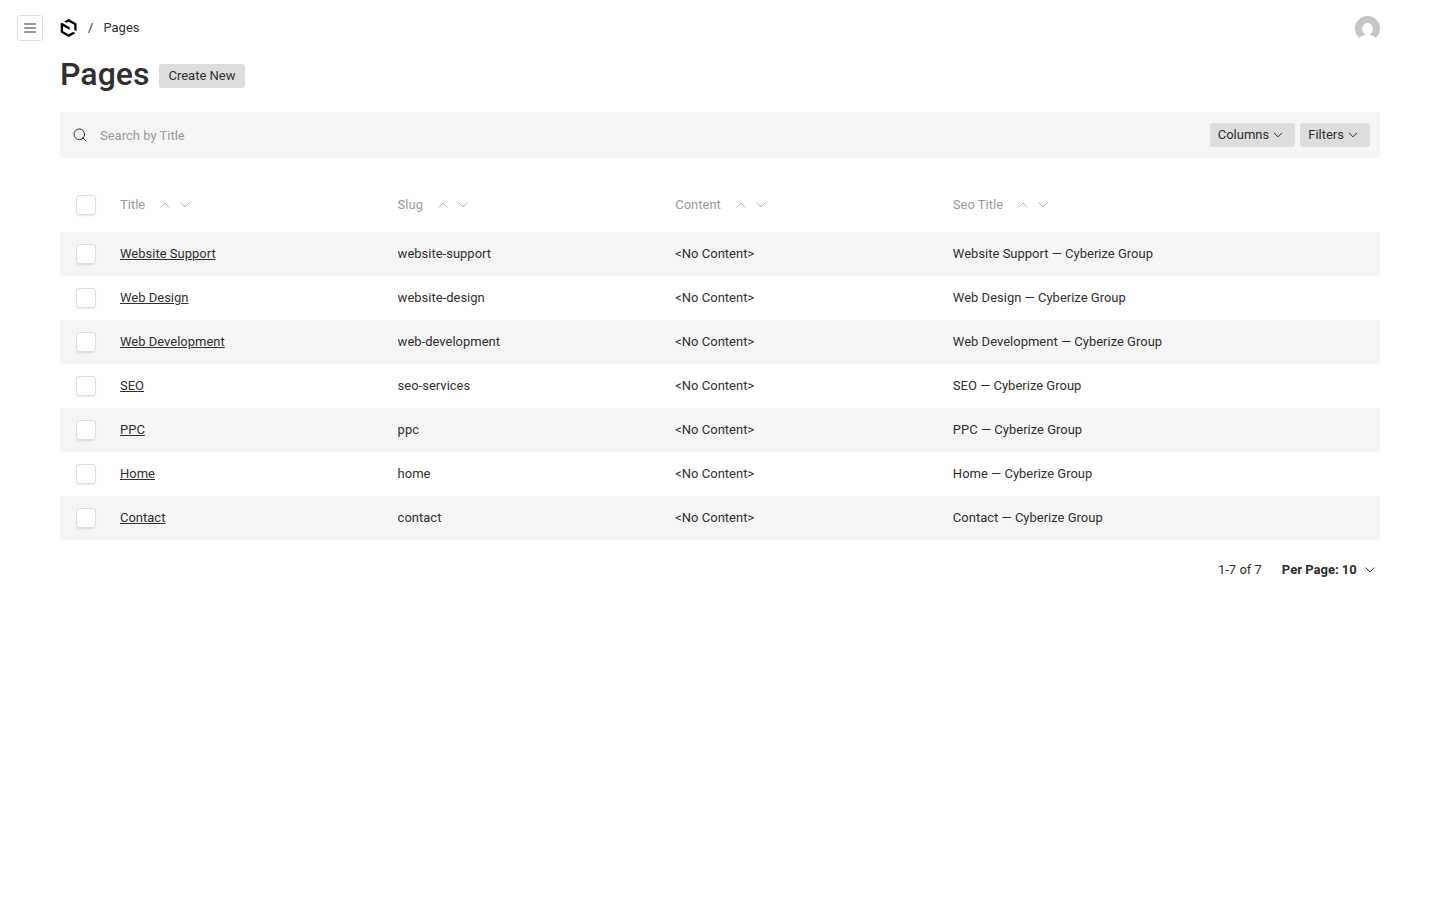 / Pages
Pages Create New
Search by Title Columns Filters
Title Slug Content Seo Title
Website Support website-support <No Content> Website Support — Cyberize Group
Web Design website-design <No Content> Web Design — Cyberize Group
Web Development web-development <No Content> Web Development — Cyberize Group
SEO seo-services <No Content> SEO — Cyberize Group
PPC ppc <No Content> PPC — Cyberize Group
Home home <No Content> Home — Cyberize Group
Contact contact <No Content> Contact — Cyberize Group
1-7 of 7 Per Page: 10